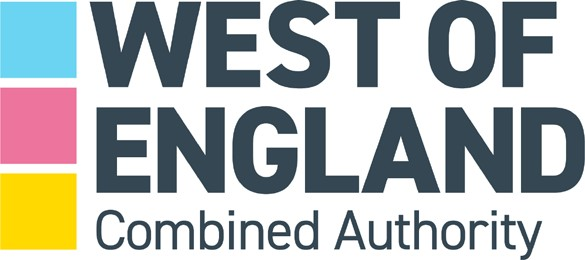 WEST OF
ENGLAND
Combined Authority